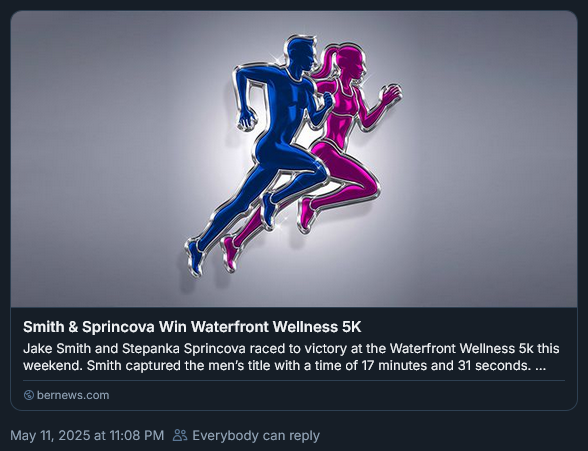 Smith & Sprincova Win Waterfront Wellness 5K
Jake Smith and Stepanka Sprincova raced to victory at the Waterfront Wellness 5k this
weekend. Smith captured the men's title with a time of 17 minutes and 31 seconds. ...
bernews.com
May 11, 2025 at 11:08 PM Everybody can reply